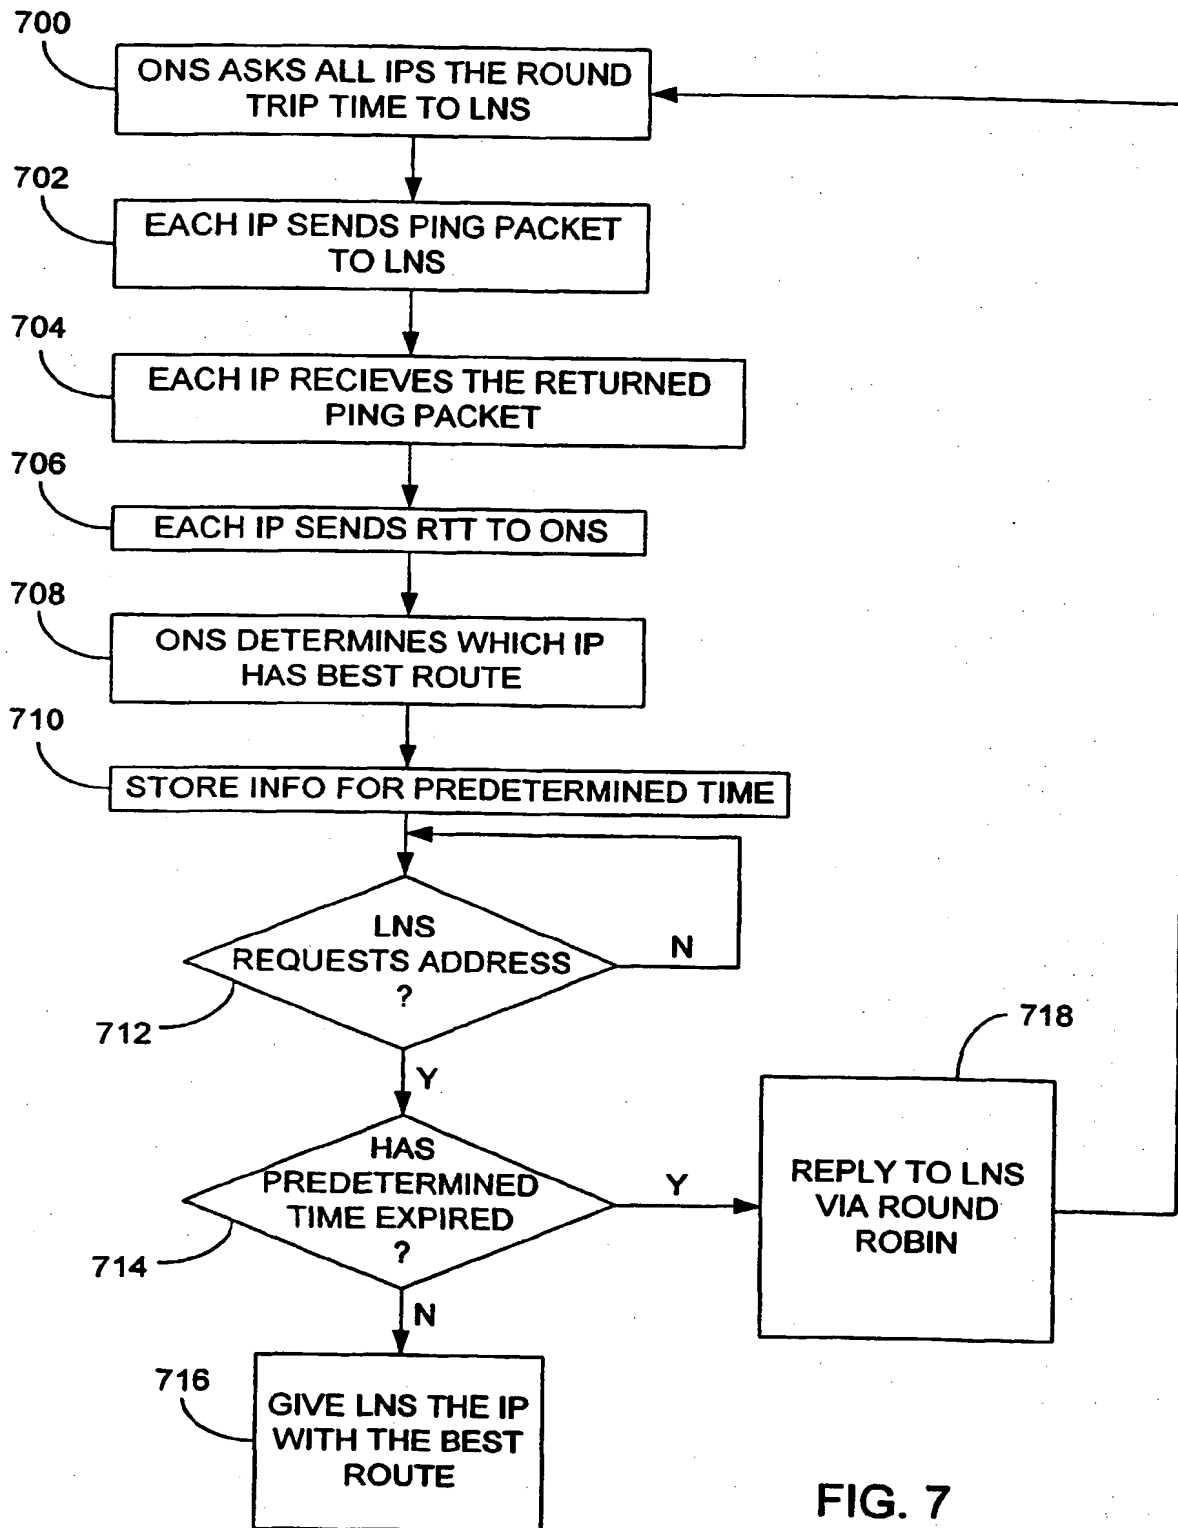 700
ONS ASKS ALL IPS THE ROUND
TRIP TIME TO LNS
702
EACH IP SENDS PING PACKET
TO LNS
704
EACH IP RECIEVES THE RETURNED
PING PACKET
706
EACH IP SENDS RTT TO ONS
708
ONS DETERMINES WHICH IP
HAS BEST ROUTE
710
STORE INFO FOR PREDETERMINED TIME
LNS
REQUESTS ADDRESS
?
N
712
Y
HAS
PREDETERMINED
TIME EXPIRED
?
Y
714
N
718
REPLY TO LNS
VIA ROUND
ROBIN
716
GIVE LNS THE IP
WITH THE BEST
ROUTE
FIG. 7